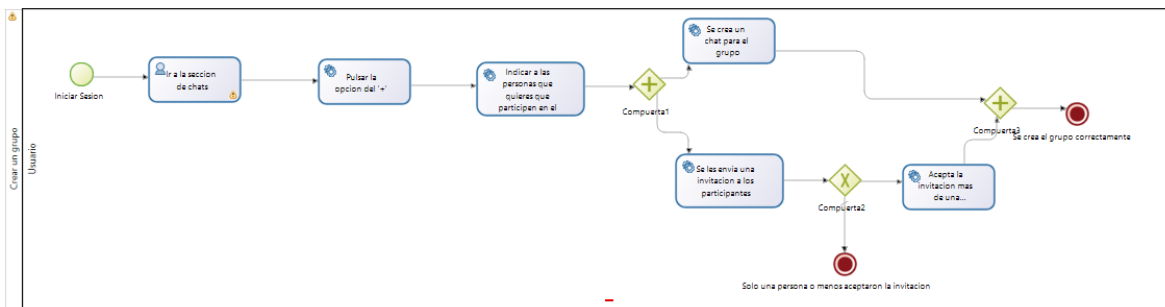 Crear un grupo
Usuario
Iniciar Sesion
Ir a la seccion
de chats
Pulsar la
opcion del '+'
Indicar a las
personas que
quieres que
participan en el
Compuerta1
Se crea un
chat para el
grupo
Se les envia una
invitacion a los
participantes
Compuerta2
Solo una persona o menos aceptaron la invitacion
Acepta la
invitacion mas
de una...
Compuerta3
Se crea el grupo correctamente